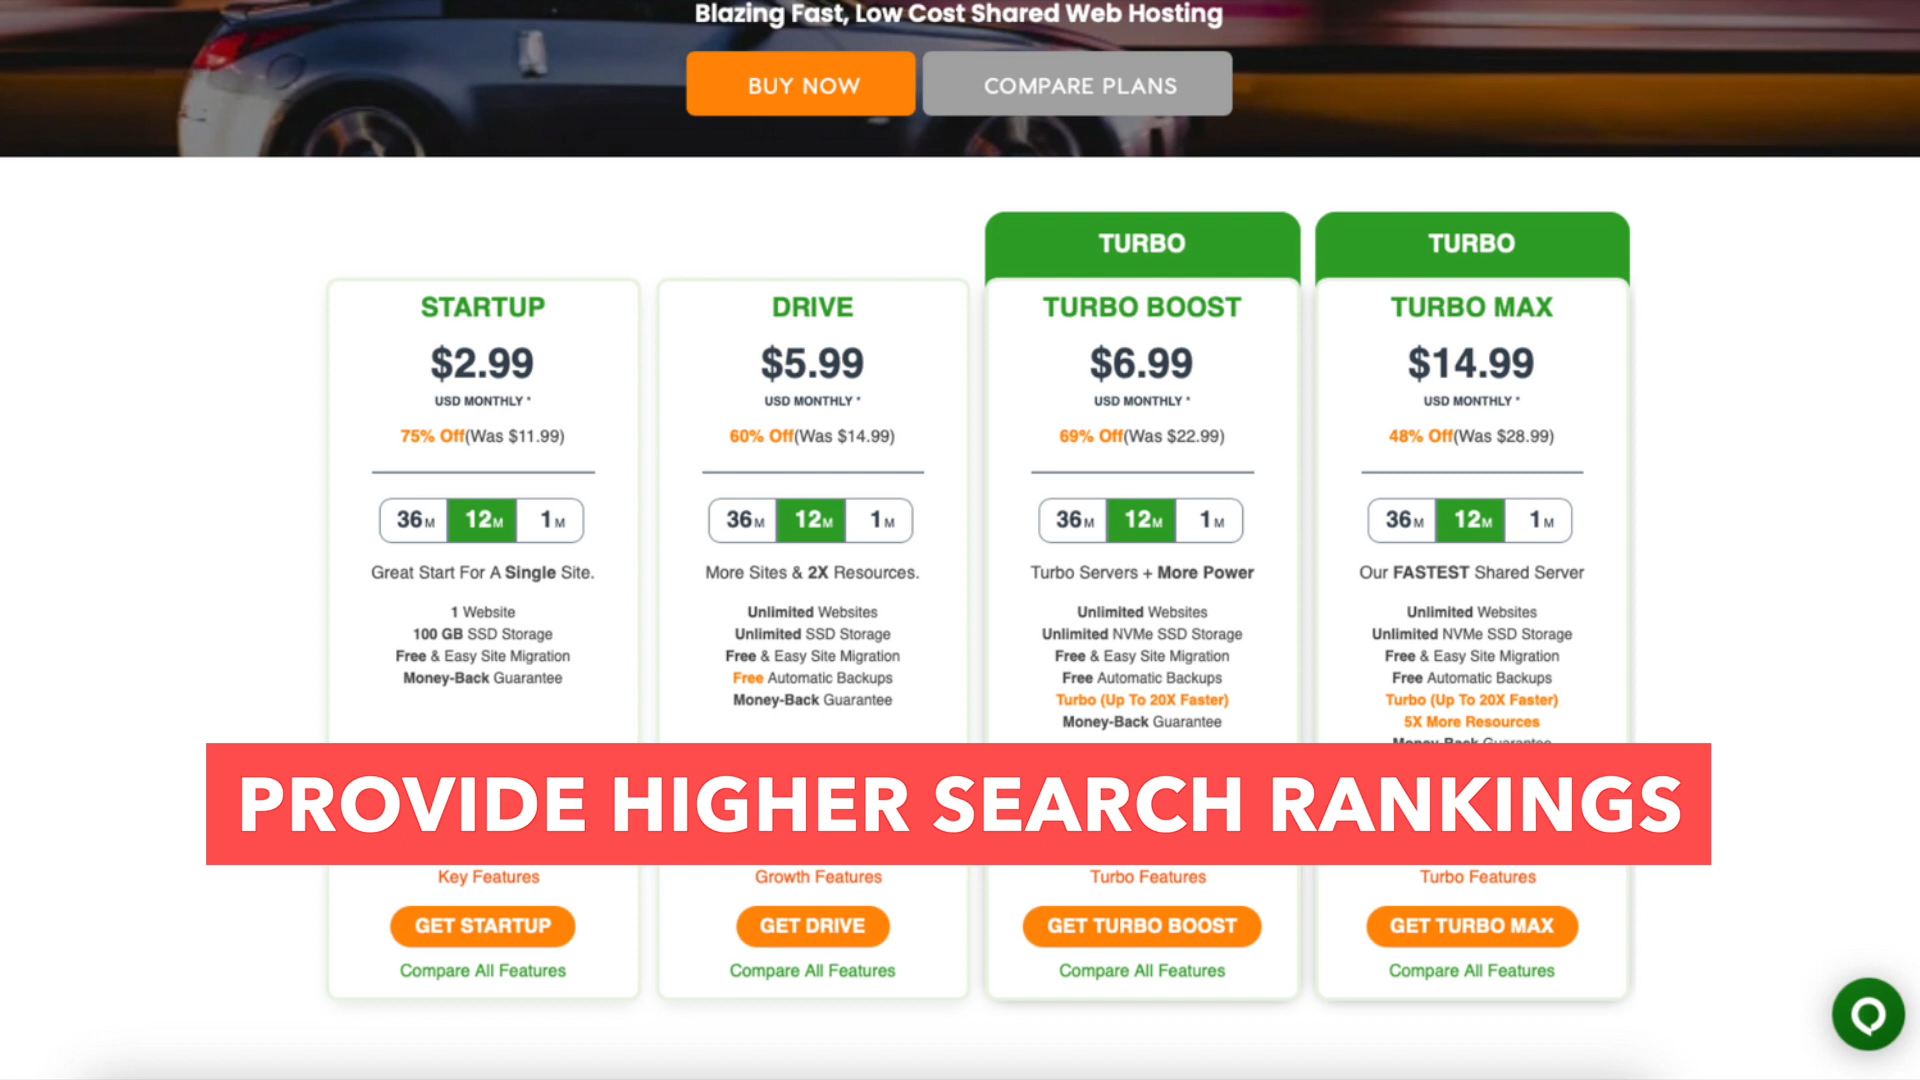 Blazing Fast, Low Cost Shared Web Hosting
BUY NOW
COMPARE PLANS
STARTUP
$2.99
USD MONTHLY *
75% Off(Was $11.99)
36M 12M 1M
Great Start For A Single Site.
1 Website
100 GB SSD Storage
Free & Easy Site Migration
Money-Back Guarantee
Key Features
GET STARTUP
Compare All Features
DRIVE
$5.99
USD MONTHLY *
60% Off(Was $14.99)
36M 12M 1M
More Sites & 2X Resources.
Unlimited Websites
Unlimited SSD Storage
Free & Easy Site Migration
Free Automatic Backups
Money-Back Guarantee
Growth Features
GET DRIVE
Compare All Features
TURBO
TURBO BOOST
$6.99
USD MONTHLY *
69% Off(Was $22.99)
36M 12M 1M
Turbo Servers + More Power
Unlimited Websites
Unlimited NVMe SSD Storage
Free & Easy Site Migration
Free Automatic Backups
Turbo (Up To 20X Faster)
Money-Back Guarantee
Turbo Features
GET TURBO BOOST
Compare All Features
TURBO
TURBO MAX
$14.99
USD MONTHLY *
48% Off(Was $28.99)
36M 12M 1M
Our FASTEST Shared Server
Unlimited Websites
Unlimited NVMe SSD Storage
Free & Easy Site Migration
Free Automatic Backups
Turbo (Up To 20X Faster)
5X More Resources
Money-Back Guarantee
Turbo Features
GET TURBO MAX
Compare All Features
PROVIDE HIGHER SEARCH RANKINGS